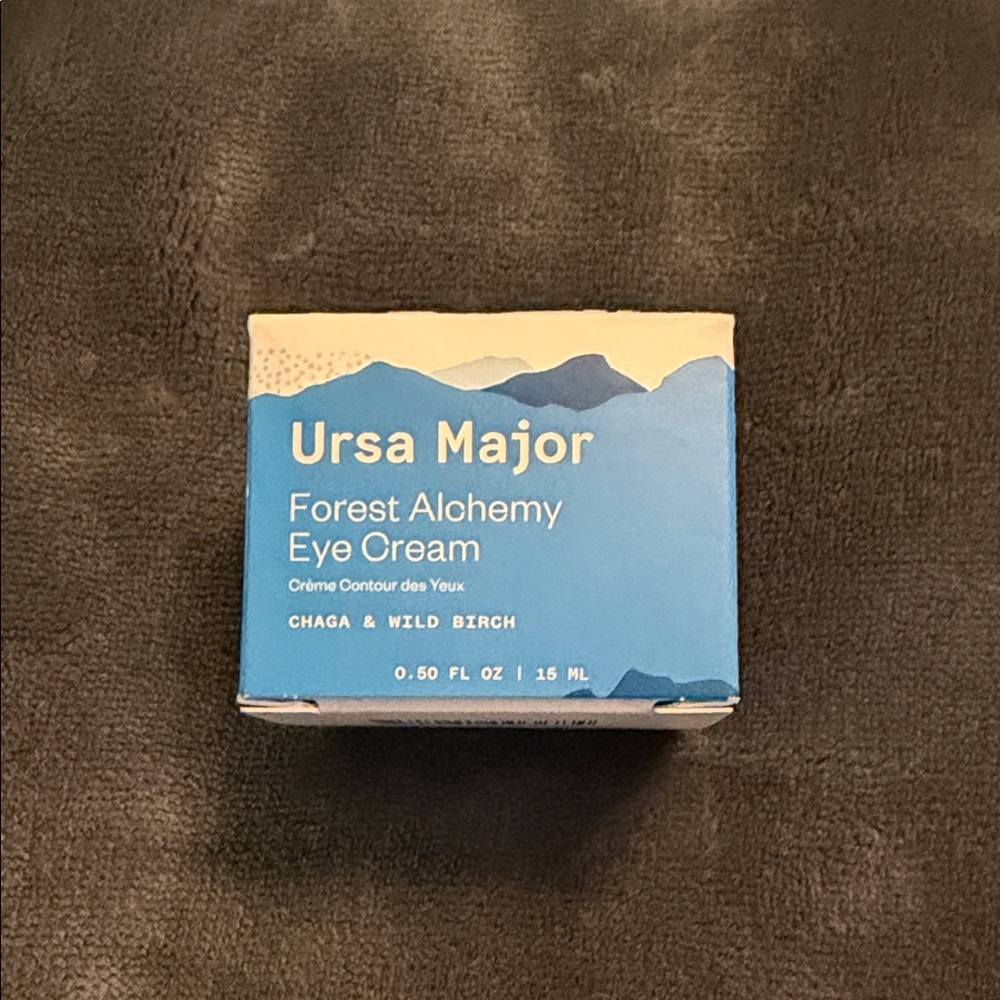 Ursa Major
Forest Alchemy
Eye Cream
Crème Contour des Yeux
CHAGA & WILD BIRCH
0.50 FL OZ | 15 ML